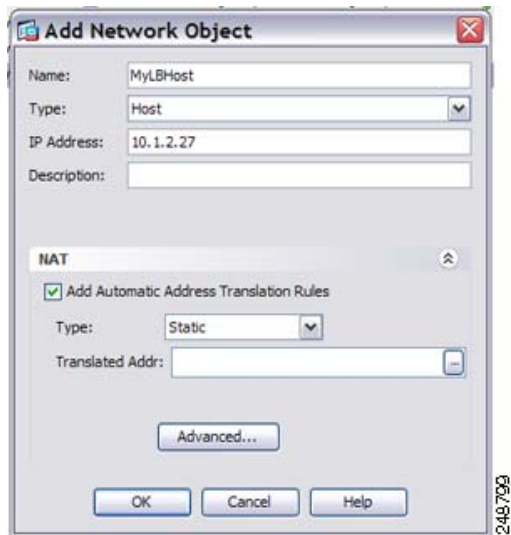 Add Network Object
Name: MyLBHost
Type: Host
IP Address: 10.1.2.27
Description:
NAT
Add Automatic Address Translation Rules
Type: Static
Translated Addr:
...
Advanced...
OK Cancel Help
248799